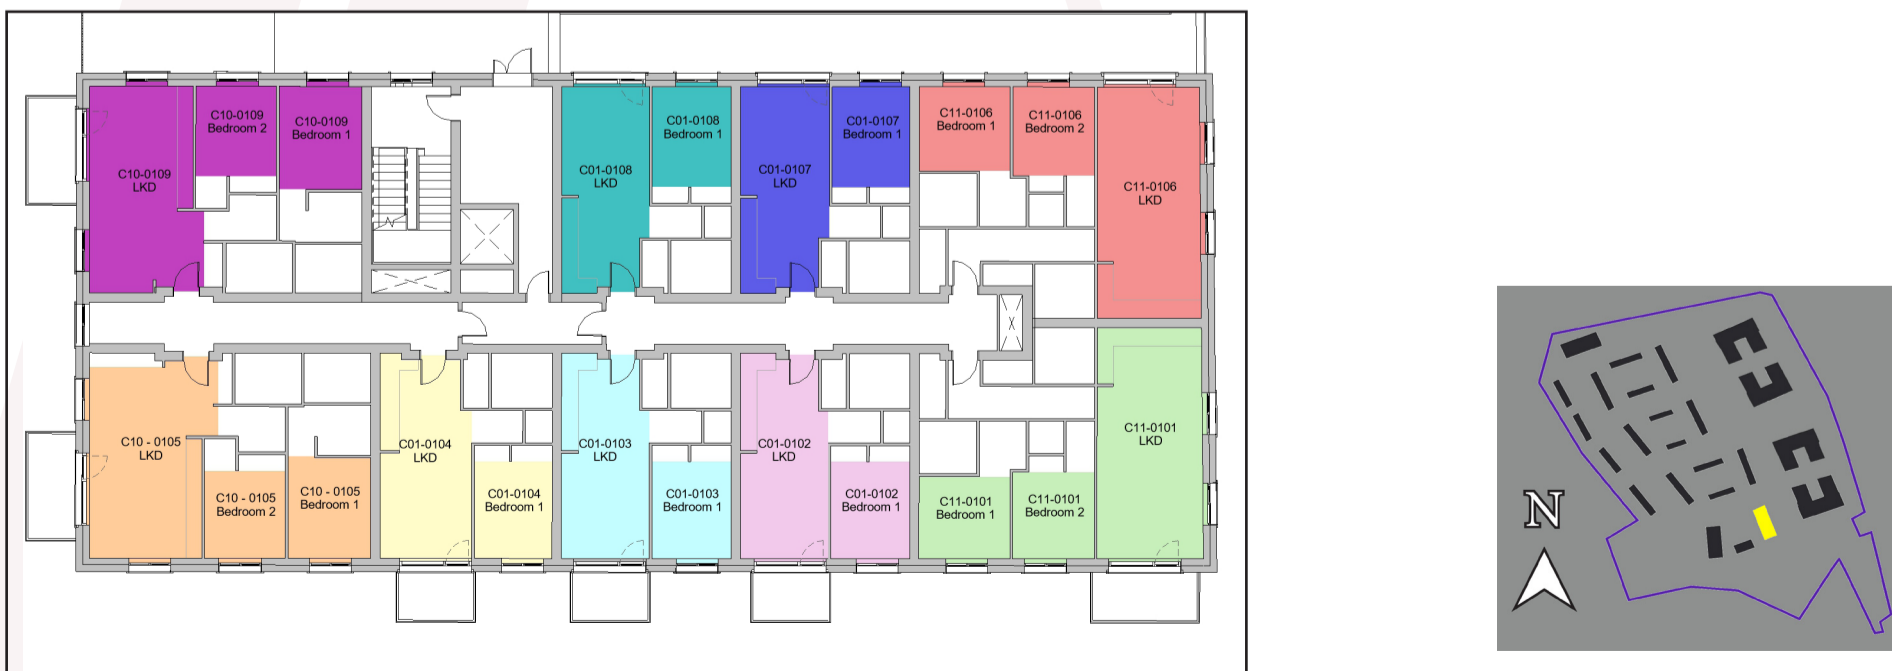 C10-0109
Bedroom 2
C10-0109
Bedroom 1
C10-0109
LKD
C01-0108
LKD
C01-0108
Bedroom 1
C01-0107
LKD
C01-0107
Bedroom 1
C11-0106
Bedroom 1
C11-0106
Bedroom 2
C11-0106
LKD
C10 - 0105
LKD
C10 - 0105
Bedroom 2
C10 - 0105
Bedroom 1
C01-0104
LKD
C01-0104
Bedroom 1
C01-0103
LKD
C01-0103
Bedroom 1
C01-0102
LKD
C01-0102
Bedroom 1
C11-0101
Bedroom 1
C11-0101
Bedroom 2
C11-0101
LKD
N